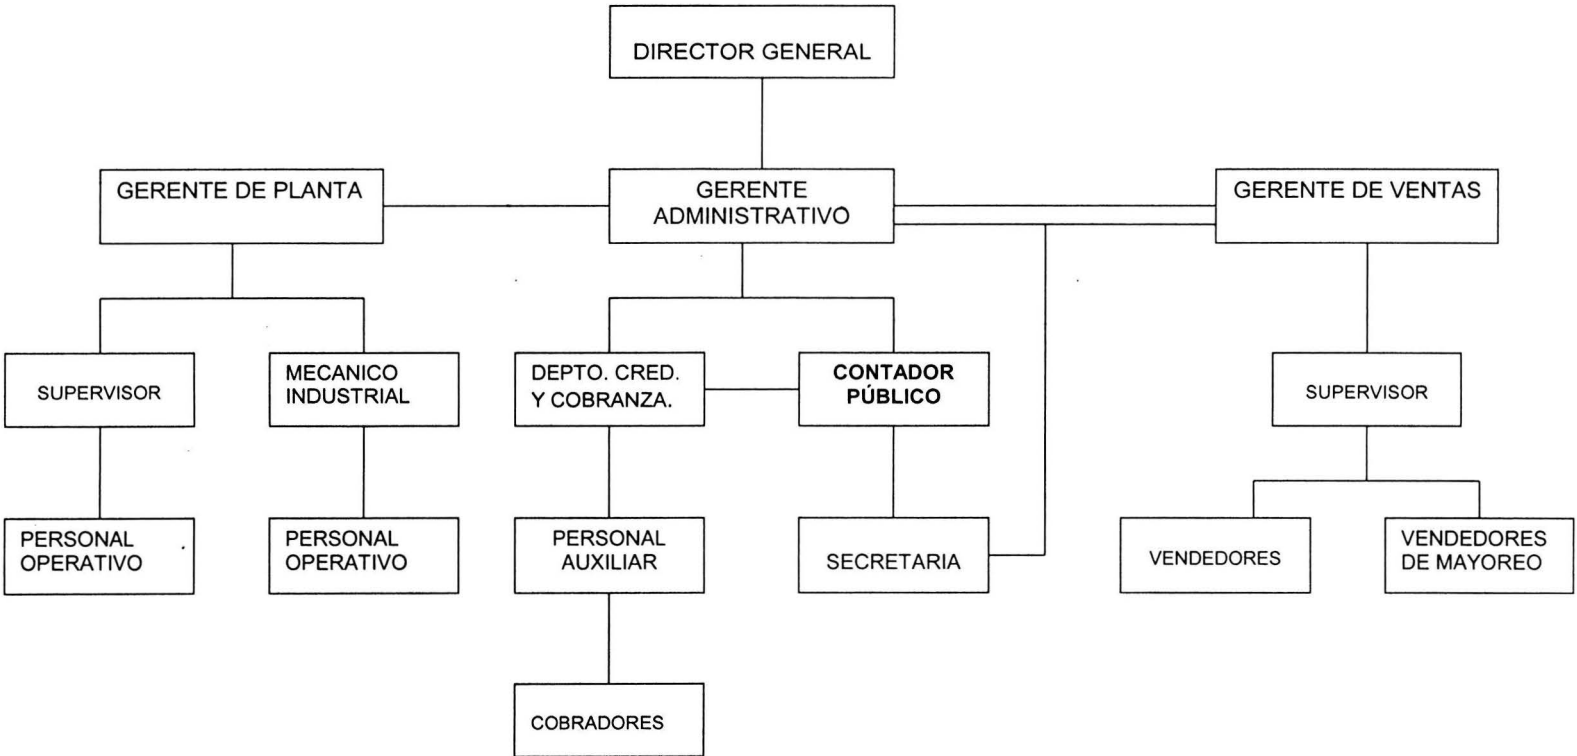 DIRECTOR GENERAL
GERENTE DE PLANTA
GERENTE
ADMINISTRATIVO
GERENTE DE VENTAS
SUPERVISOR
MECANICO
INDUSTRIAL
DEPTO. CRED.
Y COBRANZA.
CONTADOR
PÚBLICO
SUPERVISOR
PERSONAL
OPERATIVO
PERSONAL
OPERATIVO
PERSONAL
AUXILIAR
SECRETARIA
VENDEDORES
VENDEDORES
DE MAYOREO
COBRADORES